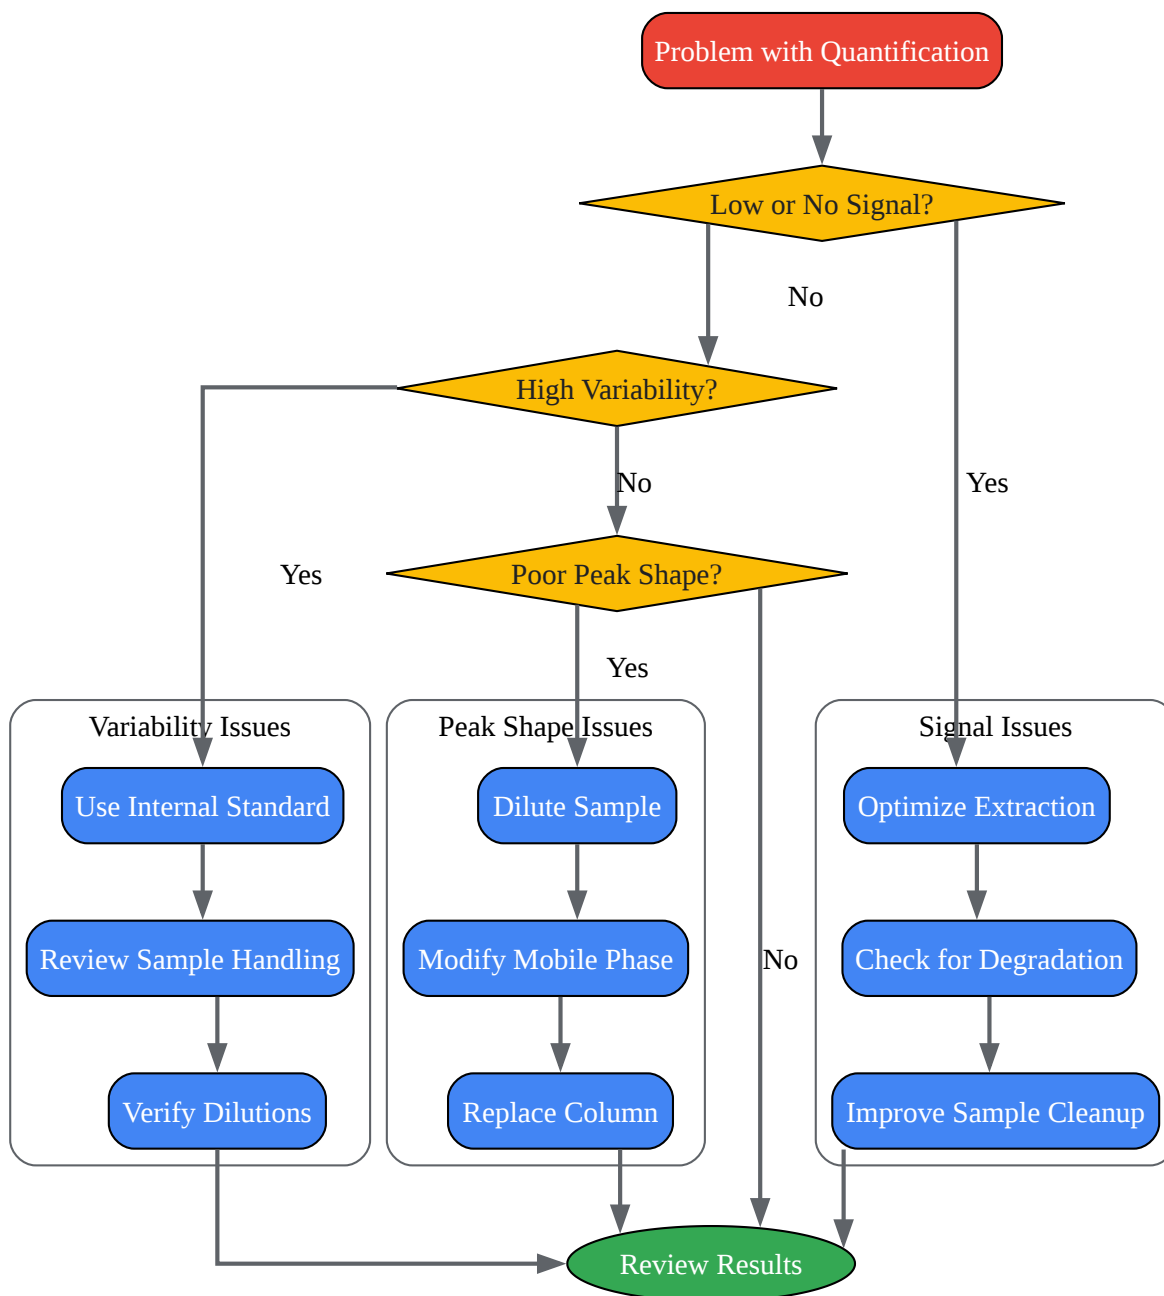 Problem with Quantification
Low or No Signal?
No
High Variability?
No
Yes
Poor Peak Shape?
Yes
Yes
Variability Issues
Peak Shape Issues
Signal Issues
Use Internal Standard
Dilute Sample
Optimize Extraction
Review Sample Handling
Modify Mobile Phase
No
Check for Degradation
Verify Dilutions
Replace Column
Improve Sample Cleanup
Review Results